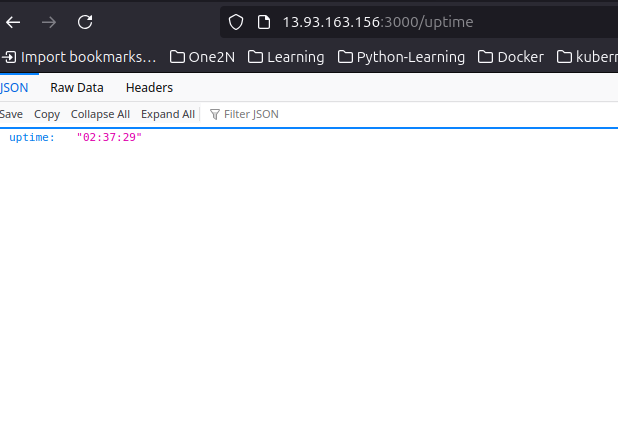 13.93.163.156:3000/uptime
Import bookmarks... One2N Learning Python-Learning Docker
JSON Raw Data Headers
Save Copy Collapse All Expand All Filter JSON
uptime: "02:37:29"